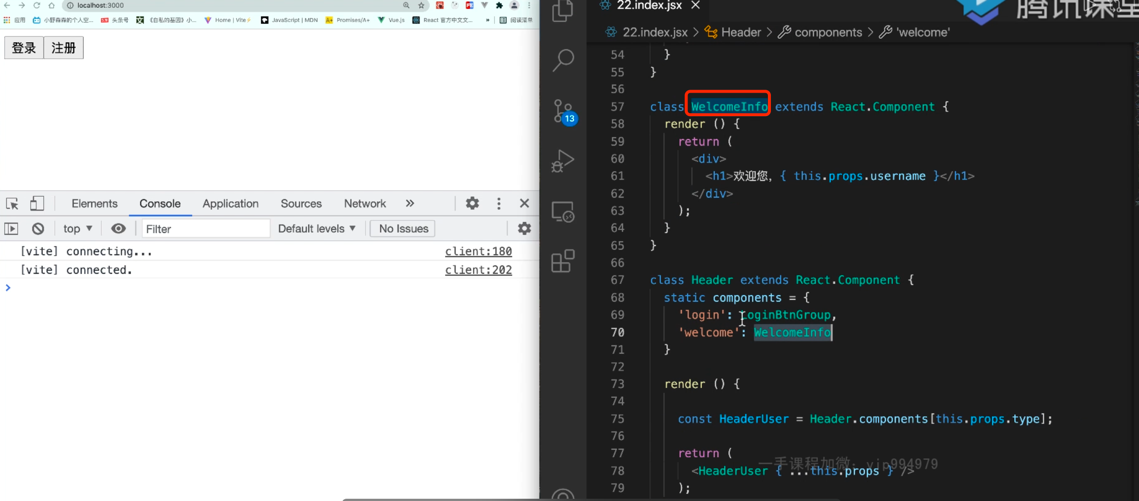 localhost:3000
应用
小野森森的个人空...
头条号
《总私的菜园》小...
Home | Vite
JavaScript | MDN
Promises/A+
Vue.js
React 官方中文文...
»
阅读清单
登录 注册
Elements Console Application Sources Network »
top ▼ Filter Default levels ▼ No Issues
[vite] connecting... client:180
[vite] connected. client:202
>
13
22.index.jsx
腾讯课堂
22.index.jsx > Header > components > 'welcome'
54 }
55 }
56
57 class WelcomeInfo extends React.Component {
58 render () {
59 return (
60 <div>
61 <h1>欢迎您, { this.props.username }</h1>
62 </div>
63 );
64 }
65 }
66
67 class Header extends React.Component {
68 static components = {
69 'login': LoginBtnGroup,
70 'welcome': WelcomeInfo
71 }
72
73 render () {
74
75 const HeaderUser = Header.components[this.props.type];
76
77 return (
一手课程加微: vip994979
78 <HeaderUser { ...this.props } />
79 );